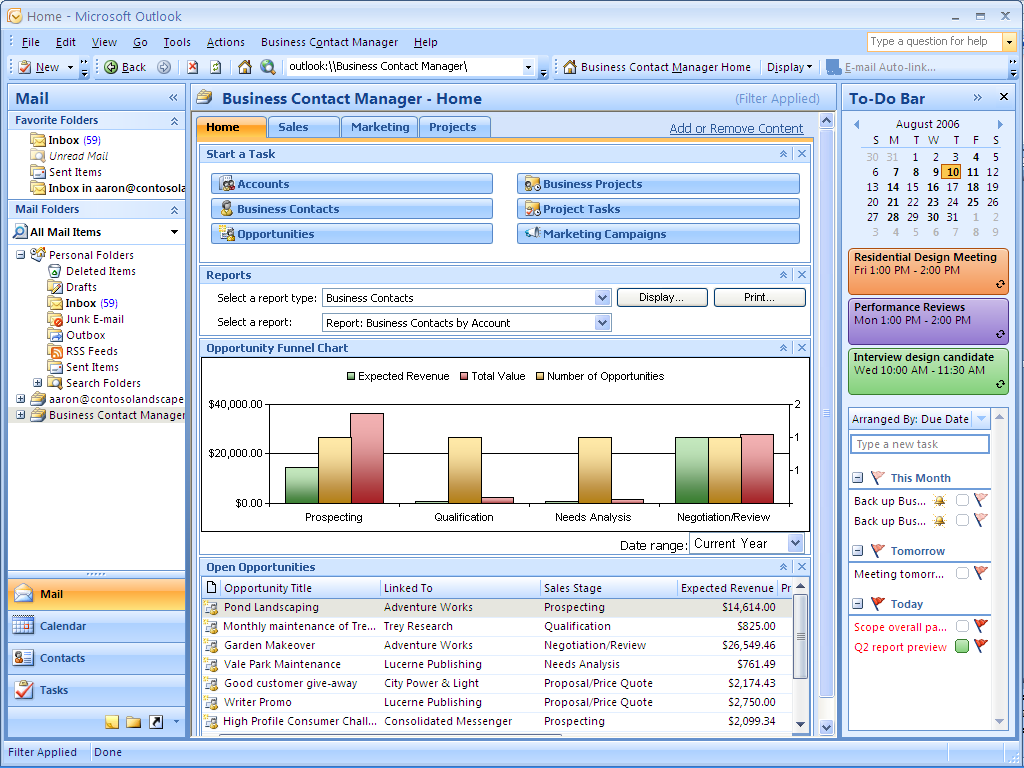 Home - Microsoft Outlook
File Edit View Go Tools Actions Business Contact Manager Help
Type a question for help
New Back outlook:\\Business Contact Manager\ Business Contact Manager Home Display E-mail Auto-link...
Mail
Favorite Folders
Inbox (59)
Unread Mail
Sent Items
Inbox in aaron@contosola
Mail Folders
All Mail Items
Personal Folders
Deleted Items
Drafts
Inbox (59)
Junk E-mail
Outbox
RSS Feeds
Sent Items
Search Folders
aaron@contosolandscape
Business Contact Manager
Mail
Calendar
Contacts
Tasks
Business Contact Manager - Home (Filter Applied)
Home Sales Marketing Projects Add or Remove Content
Start a Task
Accounts Business Projects
Business Contacts Project Tasks
Opportunities Marketing Campaigns
Reports
Select a report type: Business Contacts Display... Print...
Select a report: Report: Business Contacts by Account
Opportunity Funnel Chart
Expected Revenue Total Value Number of Opportunities
$40,000.00 2
$20,000.00 1
1
$0.00
Prospecting Qualification Needs Analysis Negotiation/Review
Date range: Current Year
Open Opportunities
Opportunity Title Linked To Sales Stage Expected Revenue Pr
Pond Landscaping Adventure Works Prospecting $14,614.00
Monthly maintenance of Tre... Trey Research Qualification $825.00
Garden Makeover Adventure Works Negotiation/Review $26,549.46
Vale Park Maintenance Lucerne Publishing Needs Analysis $761.49
Good customer give-away City Power & Light Proposal/Price Quote $2,174.43
Writer Promo Lucerne Publishing Proposal/Price Quote $2,750.00
High Profile Consumer Chall... Consolidated Messenger Prospecting $2,099.34
To-Do Bar
August 2006
S M T W T F S
30 31 1 2 3 4 5
6 7 8 9 10 11 12
13 14 15 16 17 18 19
20 21 22 23 24 25 26
27 28 29 30 31 1 2
3 4 5 6 7 8 9
Residential Design Meeting
Fri 1:00 PM - 2:00 PM
Performance Reviews
Mon 1:00 PM - 2:00 PM
Interview design candidate
Wed 10:00 AM - 11:30 AM
Arranged By: Due Date
Type a new task
This Month
Back up Bus...
Back up Bus...
Tomorrow
Meeting tomorr...
Today
Scope overall pa...
Q2 report preview
Filter Applied Done